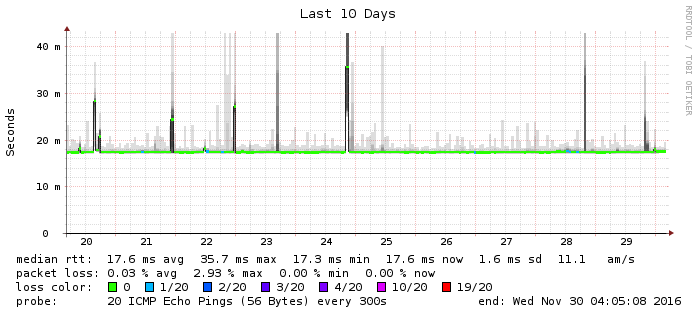 Last 10 Days
RRDTOOL / TOBI OETIKER
Seconds
40 m
30 m
20 m
10 m
0
20 21 22 23 24 25 26 27 28 29
median rtt: 17.6 ms avg 35.7 ms max 17.3 ms min 17.6 ms now 1.6 ms sd 11.1 am/s
packet loss: 0.03 % avg 2.93 % max 0.00 % min 0.00 % now
loss color: 0 1/20 2/20 3/20 4/20 10/20 19/20
probe: 20 ICMP Echo Pings (56 Bytes) every 300s end: Wed Nov 30 04:05:08 2016